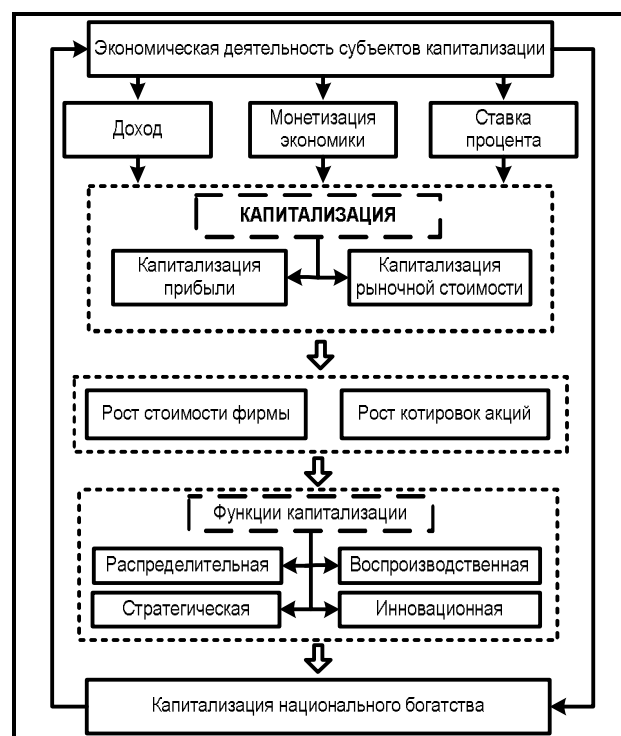 Экономическая деятельность субъектов капитализации
Доход
Монетизация
экономики
Ставка
процента
КАПИТАЛИЗАЦИЯ
Капитализация
прибыли
Капитализация
рыночной стоимости
Рост стоимости фирмы
Рост котировок акций
Функции капитализации
Распределительная
Воспроизводственная
Стратегическая
Инновационная
Капитализация национального богатства